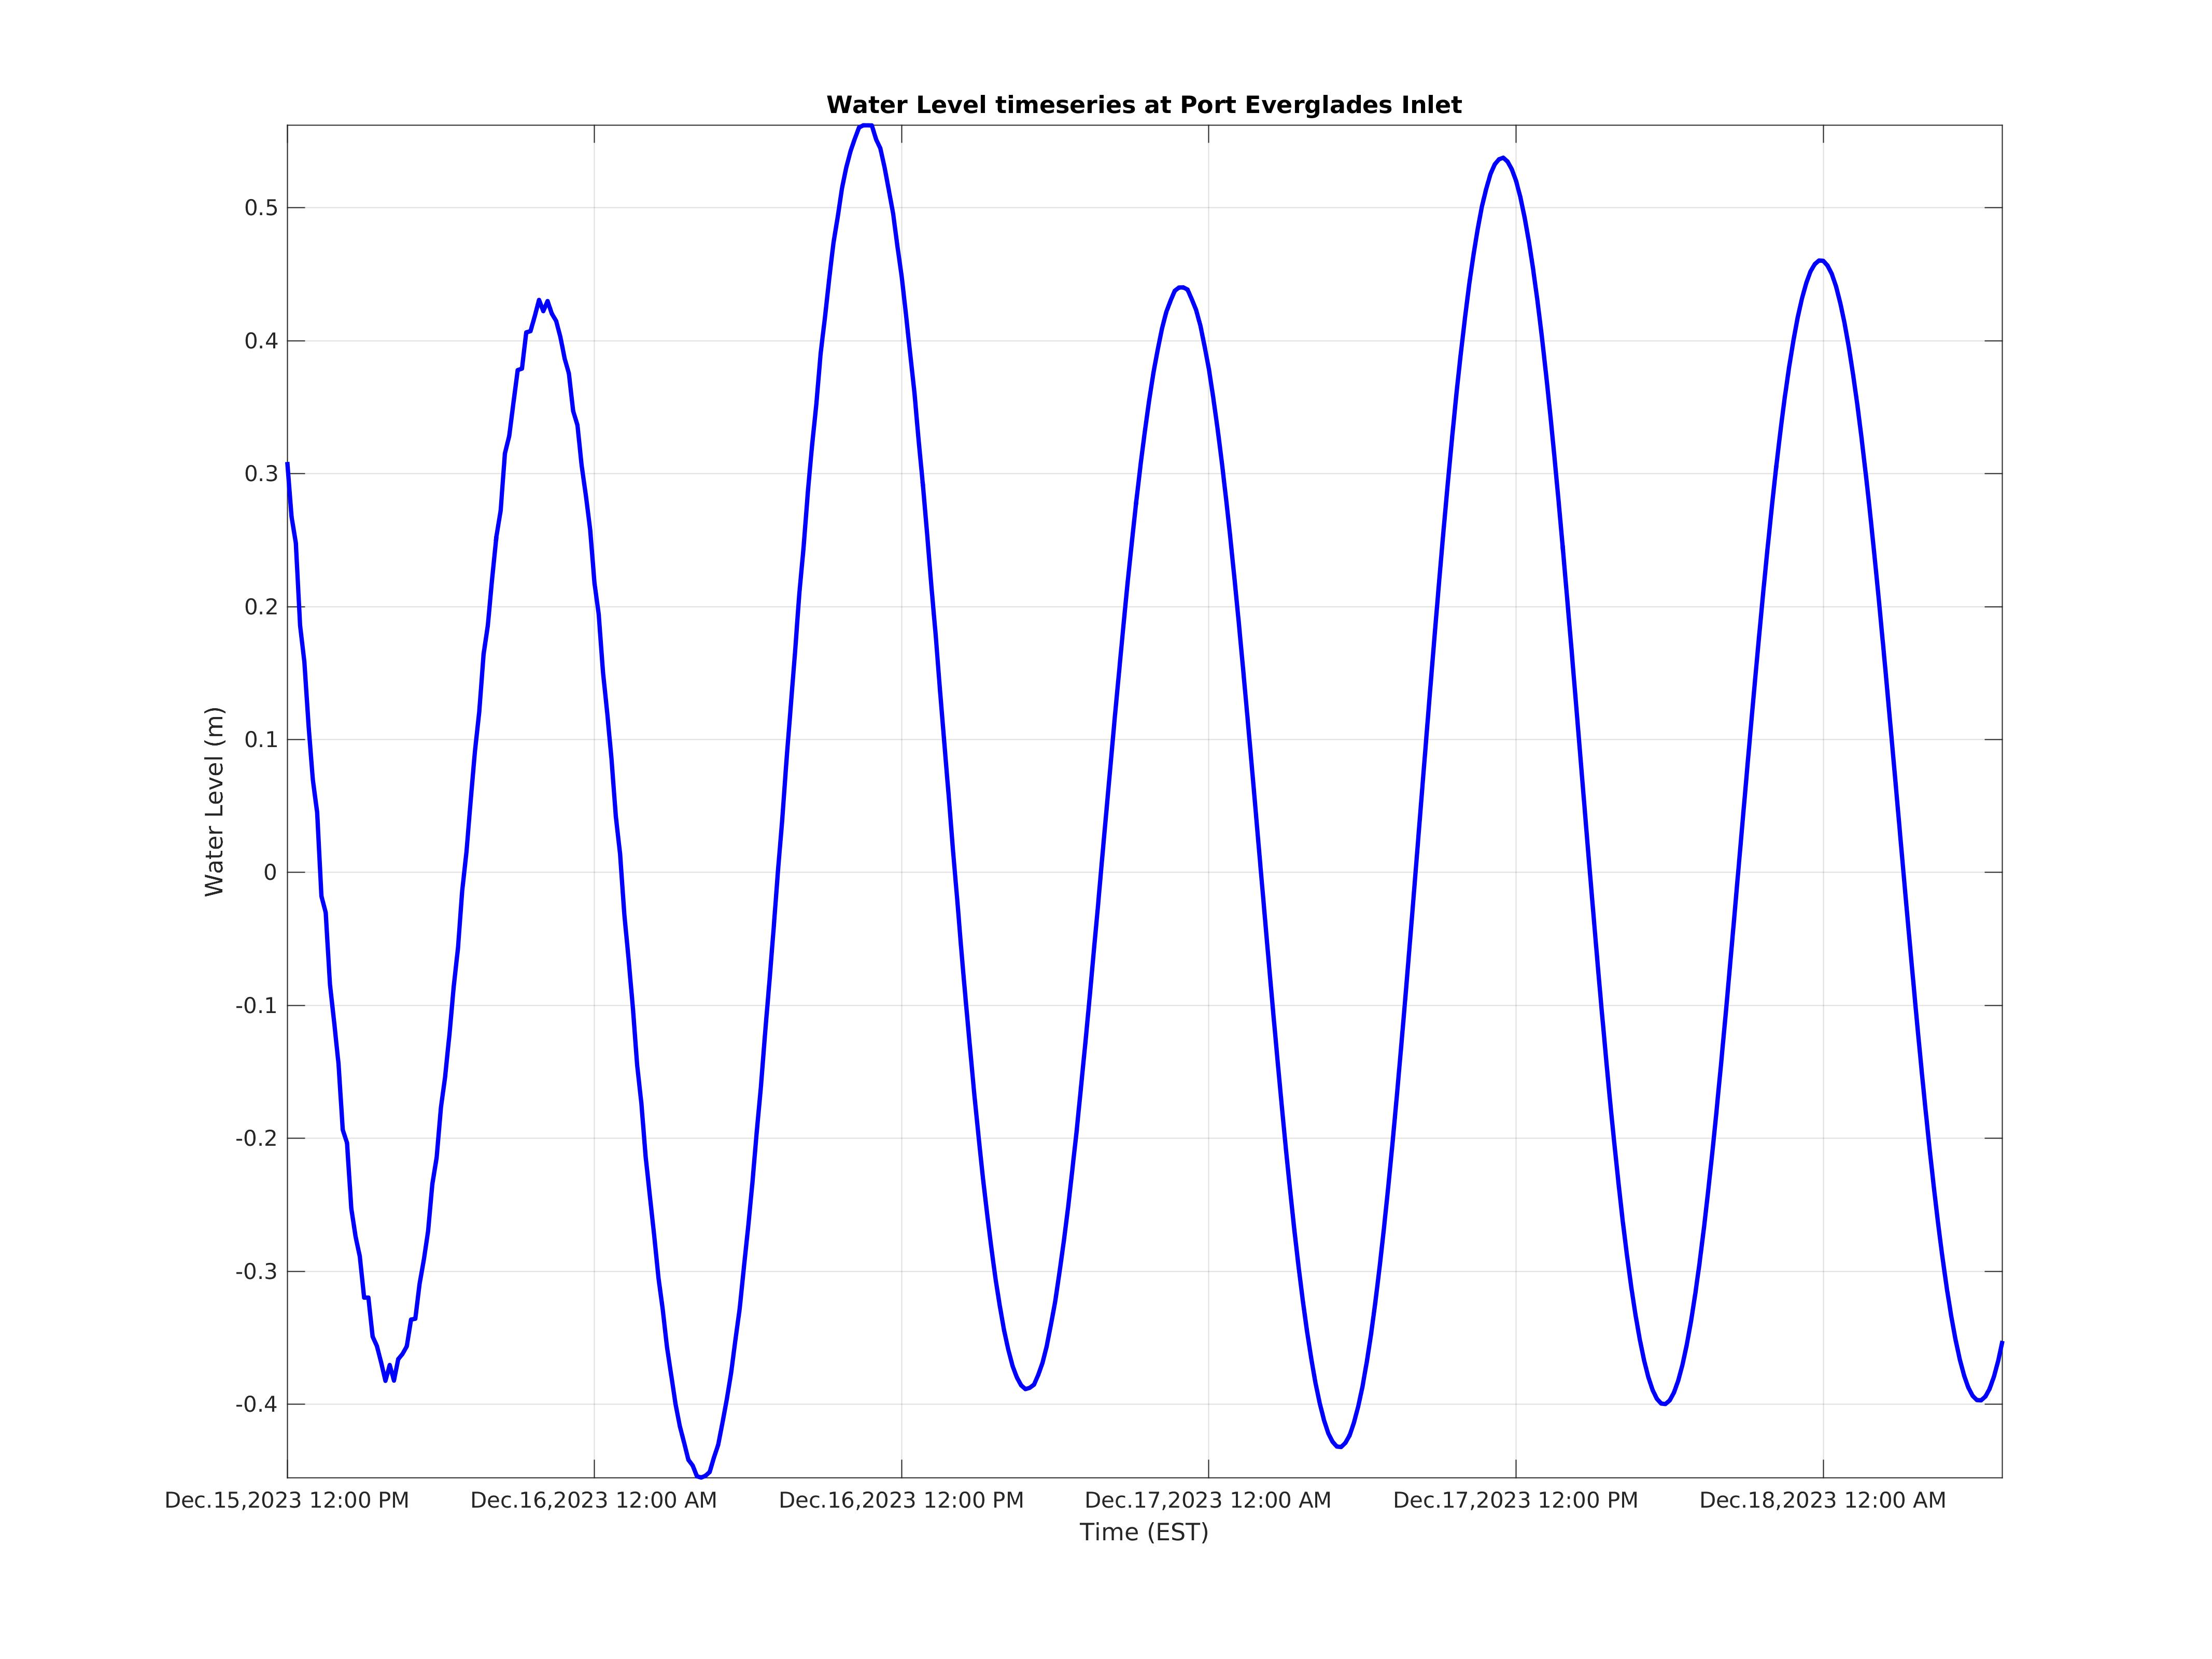 Water Level timeseries at Port Everglades Inlet
0.5
0.4
0.3
0.2
0.1
0
-0.1
-0.2
-0.3
-0.4
Water Level (m)
Dec.15,2023 12:00 PM
Dec.16,2023 12:00 AM
Dec.16,2023 12:00 PM
Dec.17,2023 12:00 AM
Dec.17,2023 12:00 PM
Dec.18,2023 12:00 AM
Time (EST)